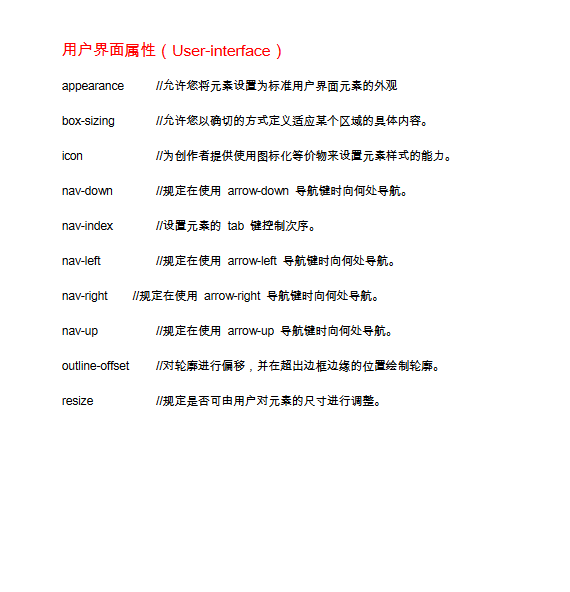 用户界面属性（User-interface）
appearance //允许您将元素设置为标准用户界面元素的外观
box-sizing //允许您以确切的方式定义适应某个区域的具体内容。
icon //为创作者提供使用图标化等价物来设置元素样式的能力。
nav-down //规定在使用 arrow-down 导航键时向何处导航。
nav-index //设置元素的 tab 键控制次序。
nav-left //规定在使用 arrow-left 导航键时向何处导航。
nav-right //规定在使用 arrow-right 导航键时向何处导航。
nav-up //规定在使用 arrow-up 导航键时向何处导航。
outline-offset //对轮廓进行偏移，并在超出边框边缘的位置绘制轮廓。
resize //规定是否可由用户对元素的尺寸进行调整。